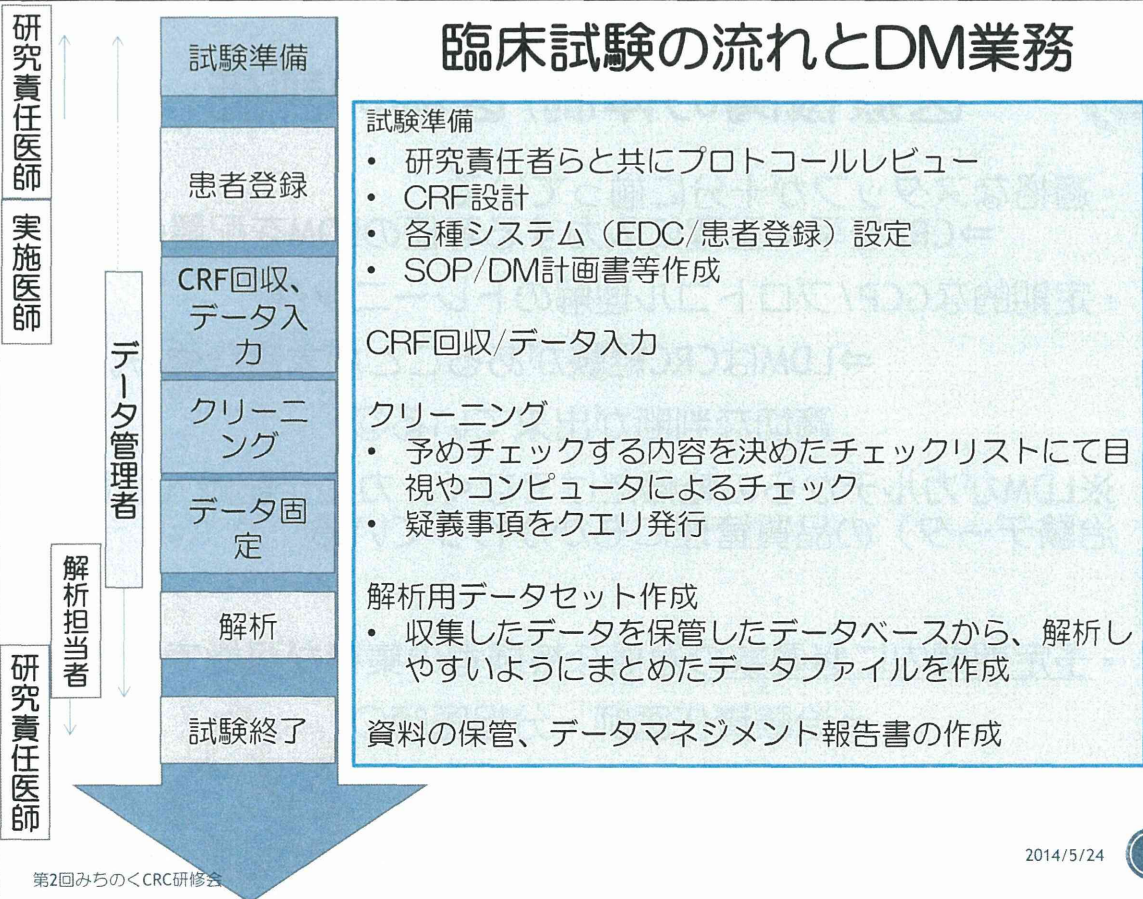 臨床試験の流れとDM業務
研究責任医師
実施医師
データ管理者
解析担当者
研究責任医師
試験準備
患者登録
CRF回収、
データ入
力
クリーニ
ング
データ固
定
解析
試験終了
試験準備
• 研究責任者らと共にプロトコールレビュー
• CRF設計
• 各種システム（EDC/患者登録）設定
• SOP/DM計画書等作成
CRF回収/データ入力
クリーニング
• 予めチェックする内容を決めたチェックリストにて目
視やコンピュータによるチェック
• 疑義事項をクエリ発行
解析用データセット作成
• 収集したデータを保管したデータベースから、解析し
やすいようにまとめたデータファイルを作成
資料の保管、データマネジメント報告書の作成
2014/5/24
第2回みちのくCRC研修会